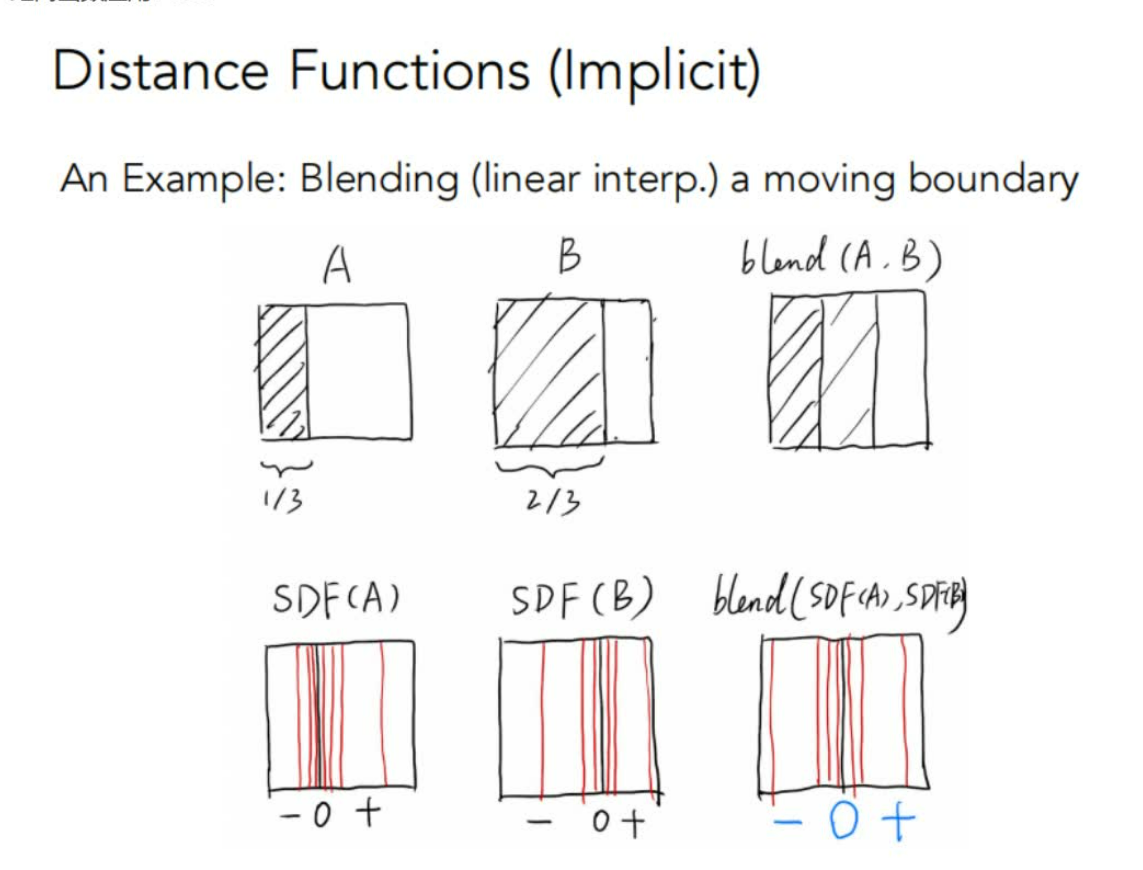 Distance Functions (Implicit)
An Example: Blending (linear interp.) a moving boundary
A
B
blend (A, B)
1/3
2/3
SDF(A)
SDF (B)
blend(SDF(A), SDF(B)
- 0 +
- 0 +
- 0 +